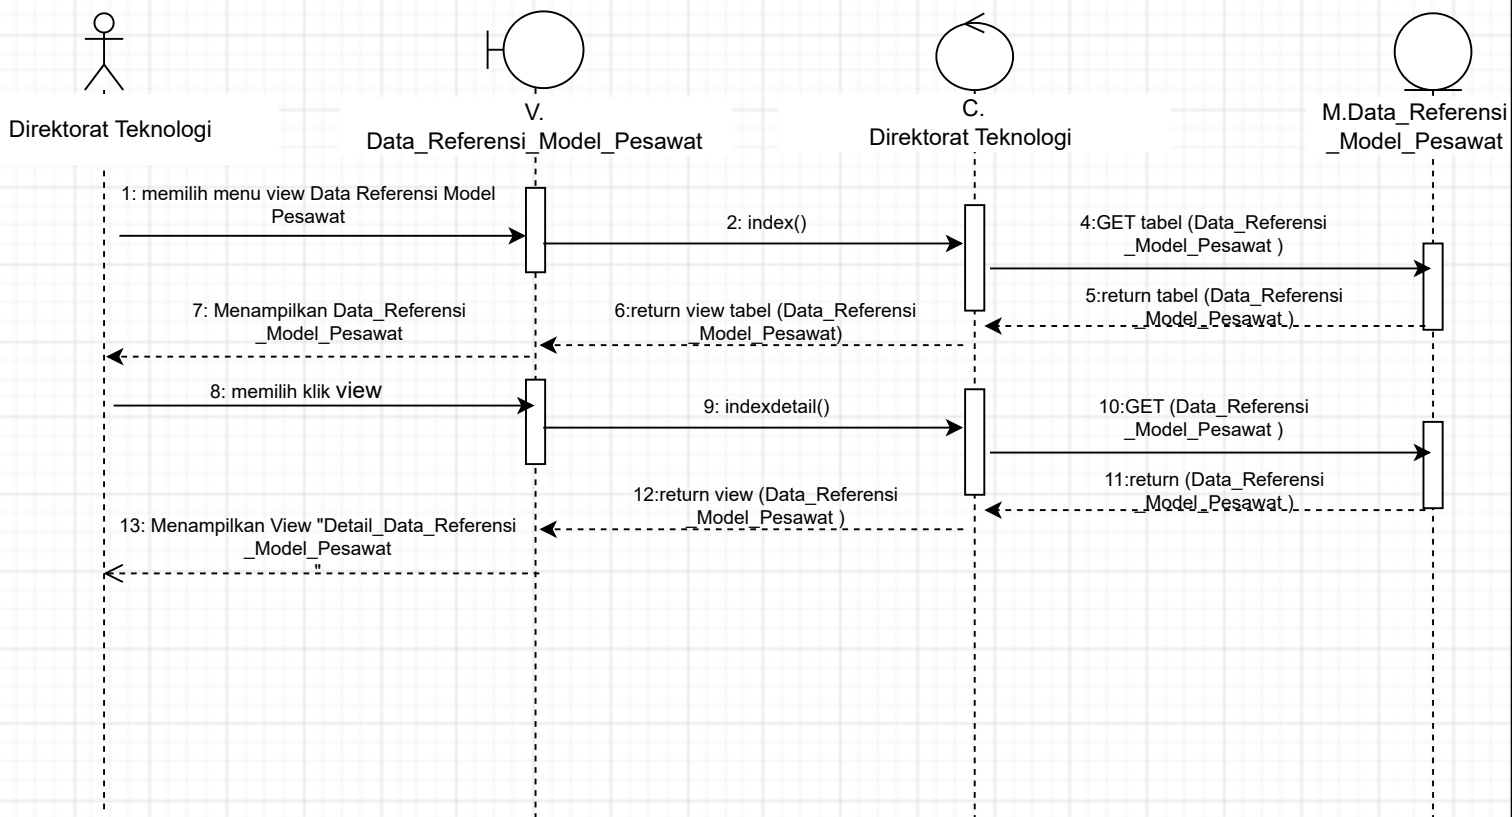 Direktorat Teknologi
V.
Data_Referensi_Model_Pesawat
C.
Direktorat Teknologi
M.Data_Referensi
_Model_Pesawat
1: memilih menu view Data Referensi Model
Pesawat
2: index()
4:GET tabel (Data_Referensi
_Model_Pesawat )
5:return tabel (Data_Referensi
_Model_Pesawat )
6:return view tabel (Data_Referensi
_Model_Pesawat)
7: Menampilkan Data_Referensi
_Model_Pesawat
8: memilih klik view
9: indexdetail()
10:GET (Data_Referensi
_Model_Pesawat )
11:return (Data_Referensi
_Model_Pesawat )
12:return view (Data_Referensi
_Model_Pesawat )
13: Menampilkan View "Detail_Data_Referensi
_Model_Pesawat
"